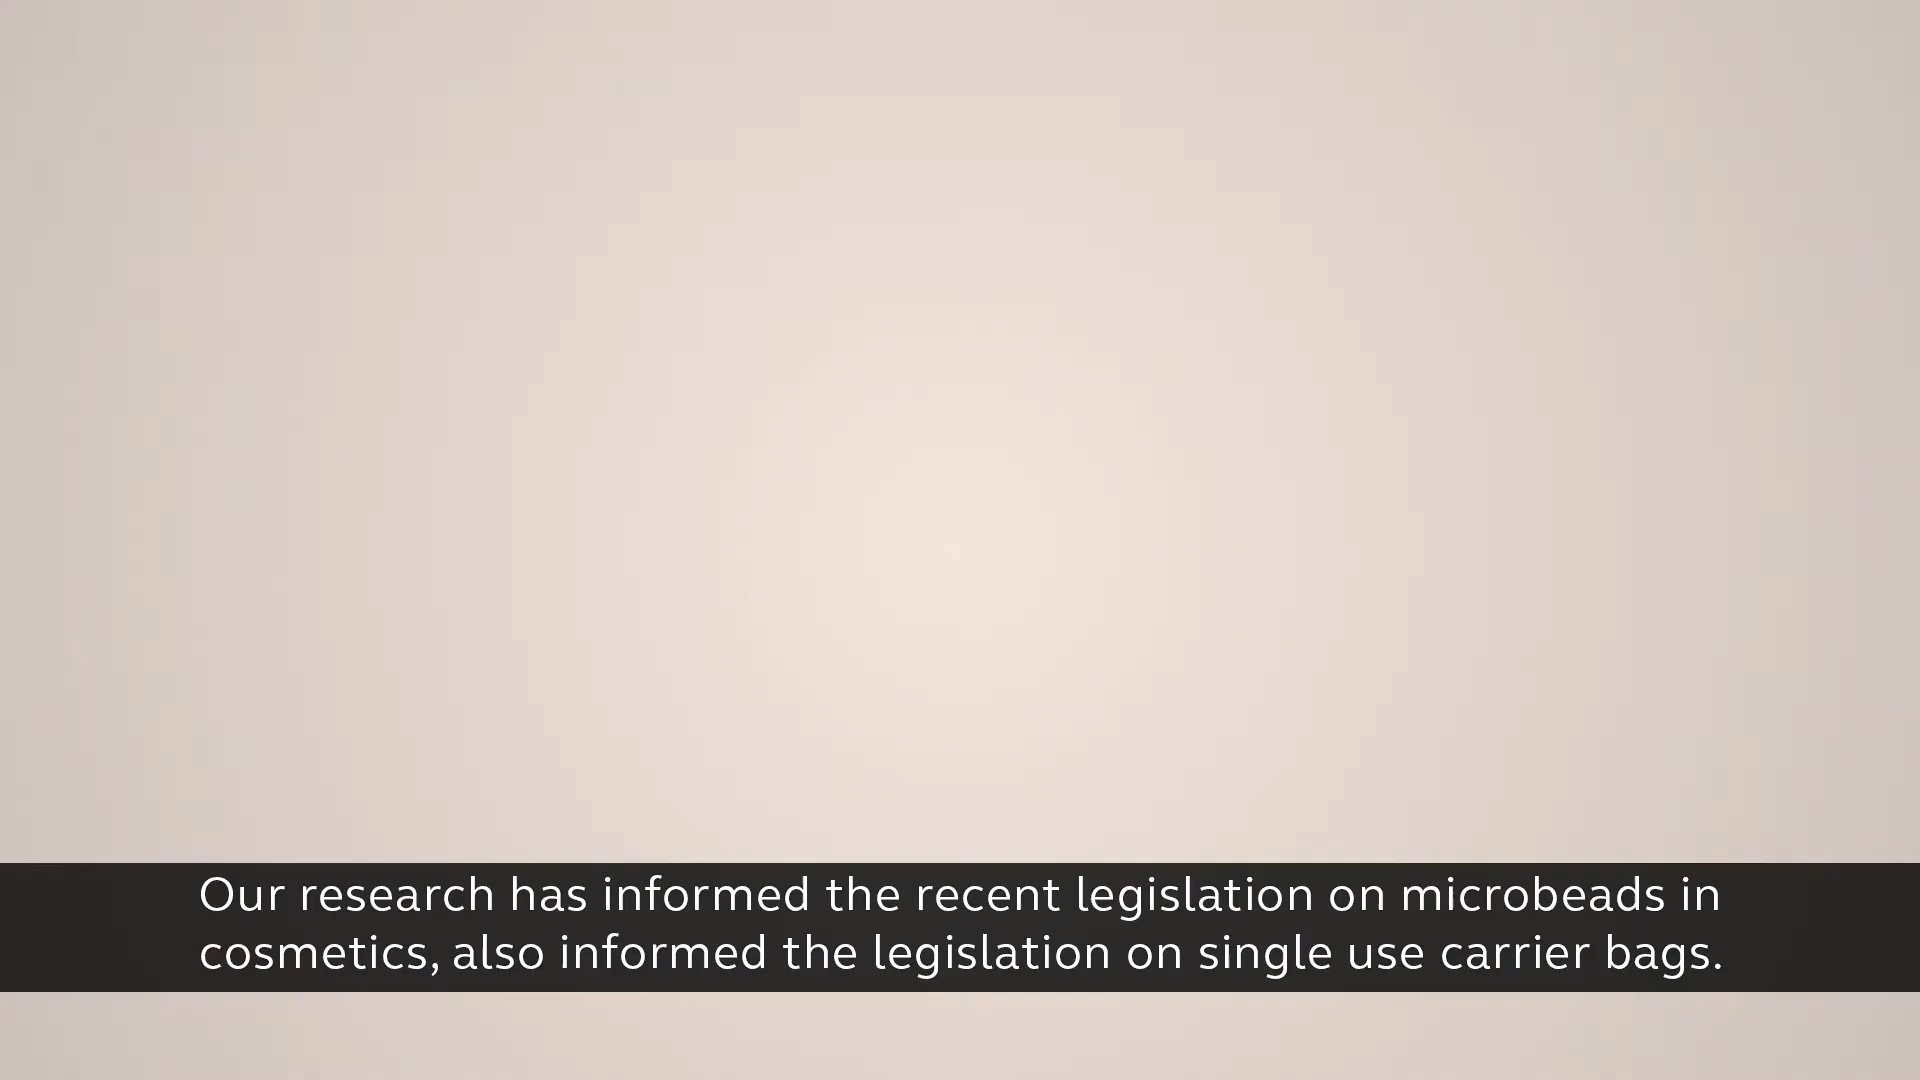 Our research has informed the recent legislation on microbeads in
cosmetics, also informed the legislation on single use carrier bags.